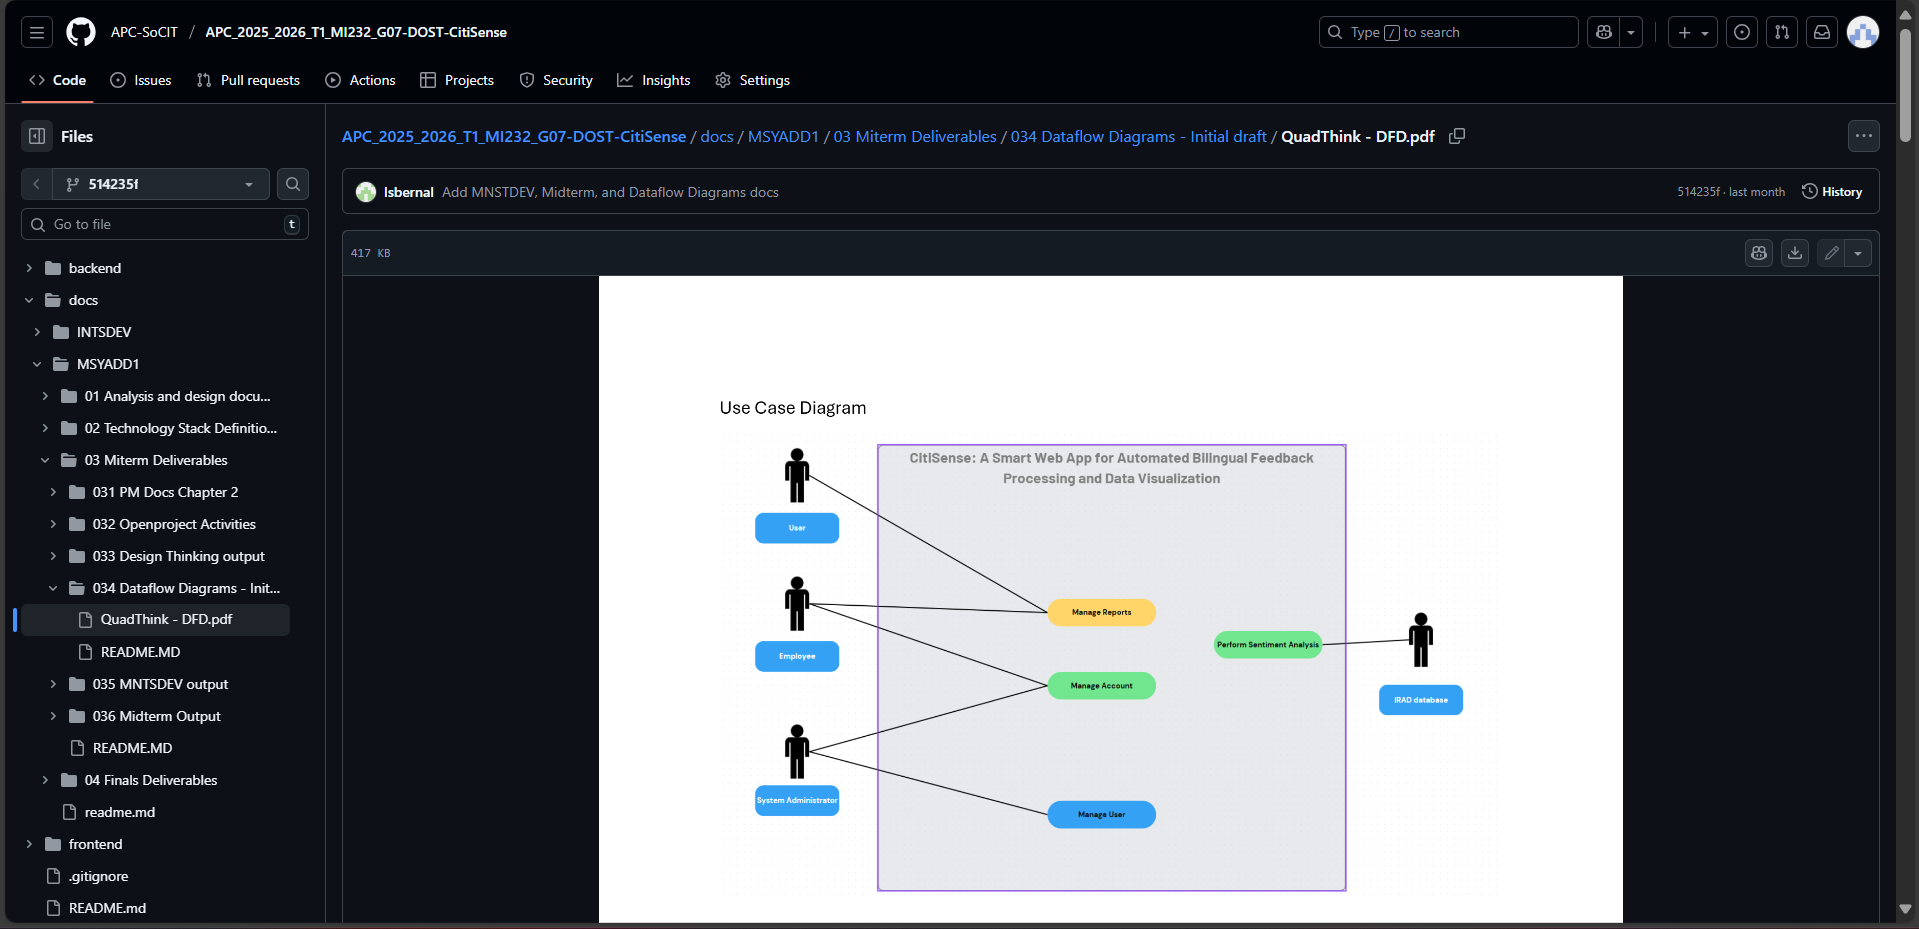 APC-SoCIT / APC_2025_2026_T1_MI232_G07-DOST-CitiSense
Type / to search
Code
Issues
Pull requests
Actions
Projects
Security
Insights
Settings
Files
514235f
Go to file
t
backend
docs
INTSDEV
MSYADD1
01 Analysis and design docu...
02 Technology Stack Definitio...
03 Miterm Deliverables
031 PM Docs Chapter 2
032 Openproject Activities
033 Design Thinking output
034 Dataflow Diagrams - Init...
QuadThink - DFD.pdf
README.MD
035 MNTSDEV output
036 Midterm Output
README.MD
04 Finals Deliverables
readme.md
frontend
.gitignore
README.md
APC_2025_2026_T1_MI232_G07-DOST-CitiSense / docs / MSYADD1 / 03 Miterm Deliverables / 034 Dataflow Diagrams - Initial draft / QuadThink - DFD.pdf
lsbernal Add MNSTDEV, Midterm, and Dataflow Diagrams docs
514235f · last month
History
417 KB
Use Case Diagram
CitiSense: A Smart Web App for Automated Bilingual Feedback
Processing and Data Visualization
User
Employee
System Administrator
Manage Reports
Perform Sentiment Analysis
Manage Account
Manage User
IRAD database